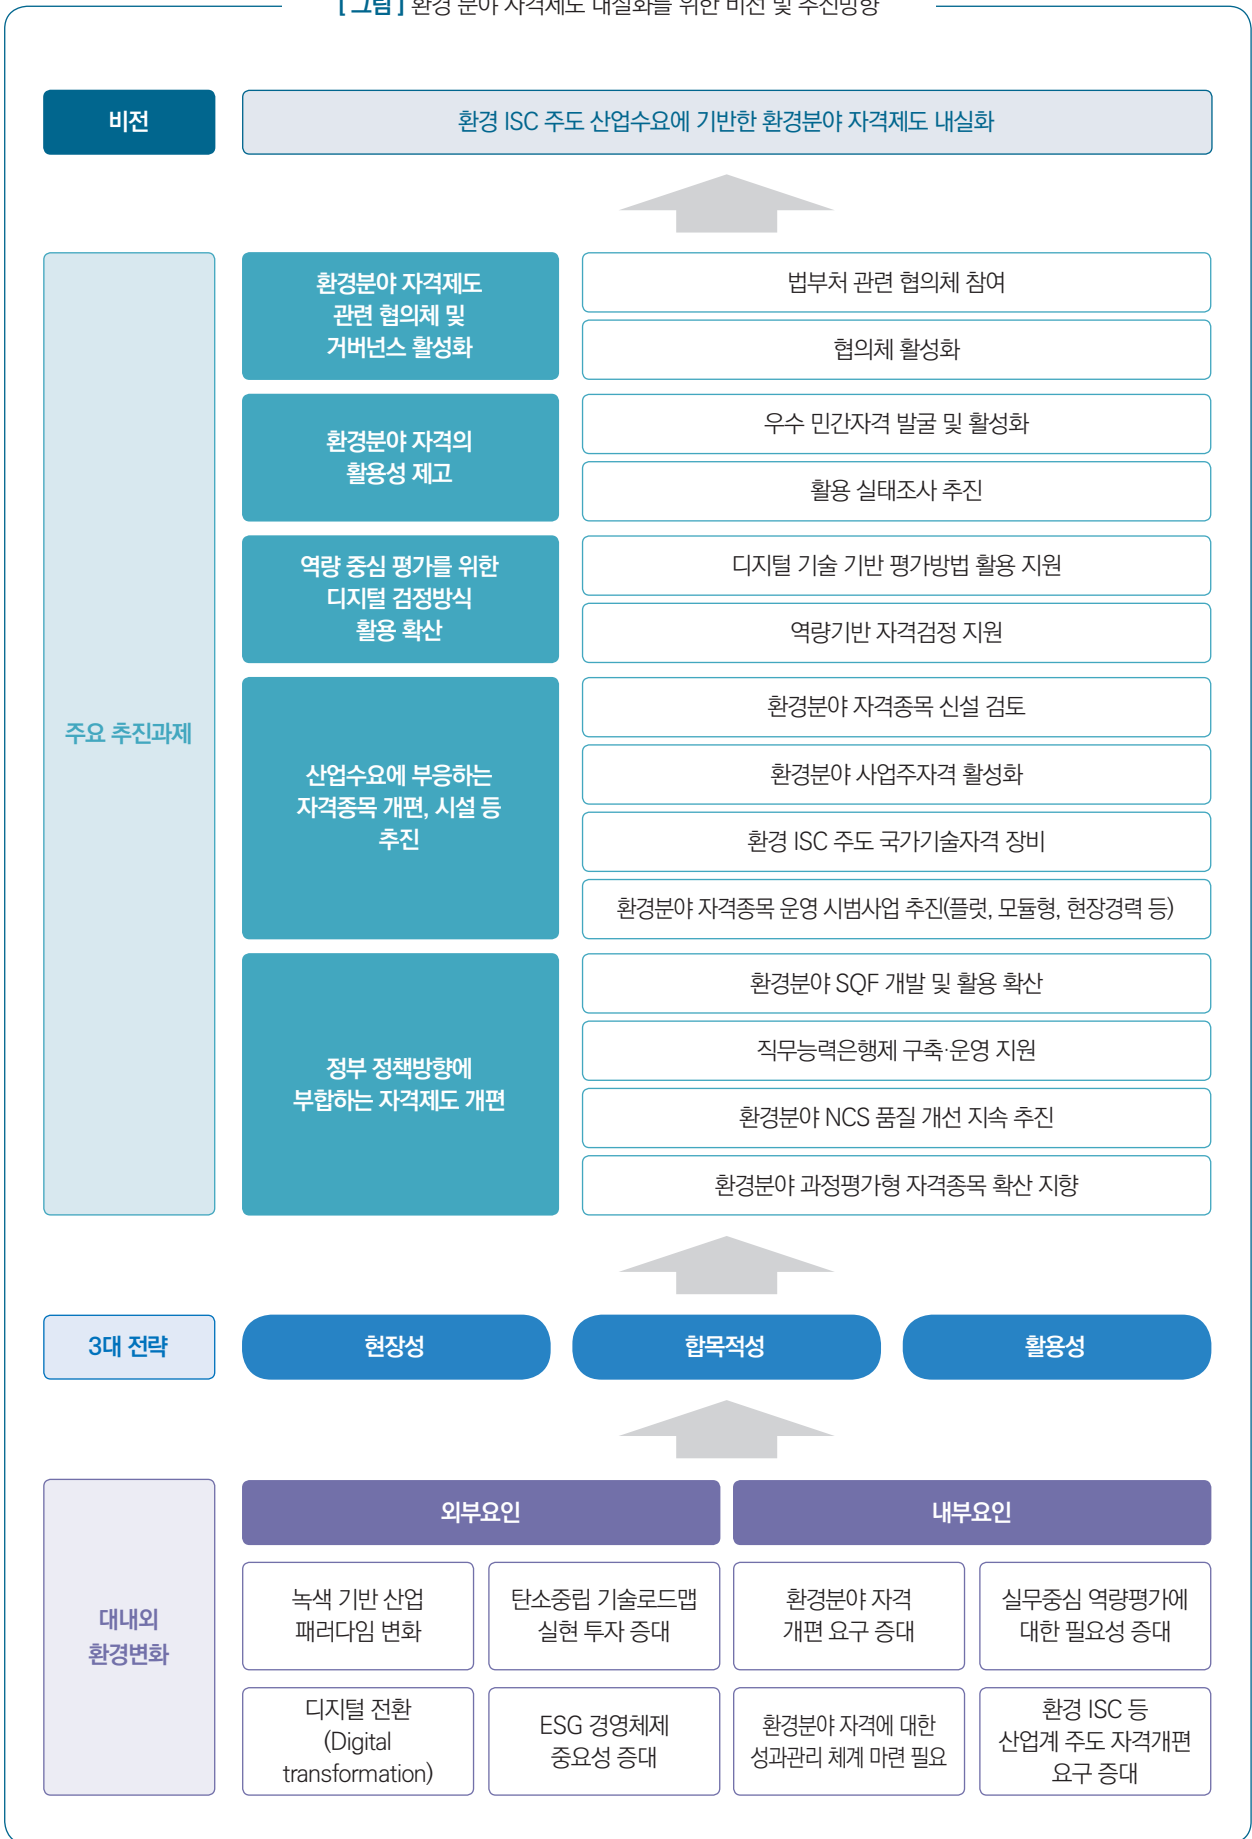 [ 그림 ] 환경 분야 자격제도 내실화를 위한 비전 및 추진방향
비전
환경 ISC 주도 산업수요에 기반한 환경분야 자격제도 내실화
주요 추진과제
환경분야 자격제도
관련 협의체 및
거버넌스 활성화
법부처 관련 협의체 참여
협의체 활성화
환경분야 자격의
활용성 제고
우수 민간자격 발굴 및 활성화
활용 실태조사 추진
역량 중심 평가를 위한
디지털 검정방식
활용 확산
디지털 기술 기반 평가방법 활용 지원
역량기반 자격검정 지원
산업수요에 부응하는
자격종목 개편, 시설 등
추진
환경분야 자격종목 신설 검토
환경분야 사업주자격 활성화
환경 ISC 주도 국가기술자격 장비
환경분야 자격종목 운영 시범사업 추진(플럿, 모듈형, 현장경력 등)
정부 정책방향에
부합하는 자격제도 개편
환경분야 SQF 개발 및 활용 확산
직무능력은행제 구축·운영 지원
환경분야 NCS 품질 개선 지속 추진
환경분야 과정평가형 자격종목 확산 지향
3대 전략
현장성
합목적성
활용성
대내외
환경변화
외부요인
내부요인
녹색 기반 산업
패러다임 변화
탄소중립 기술로드맵
실현 투자 증대
환경분야 자격
개편 요구 증대
실무중심 역량평가에
대한 필요성 증대
디지털 전환
(Digital
transformation)
ESG 경영체제
중요성 증대
환경분야 자격에 대한
성과관리 체계 마련 필요
환경 ISC 등
산업계 주도 자격개편
요구 증대